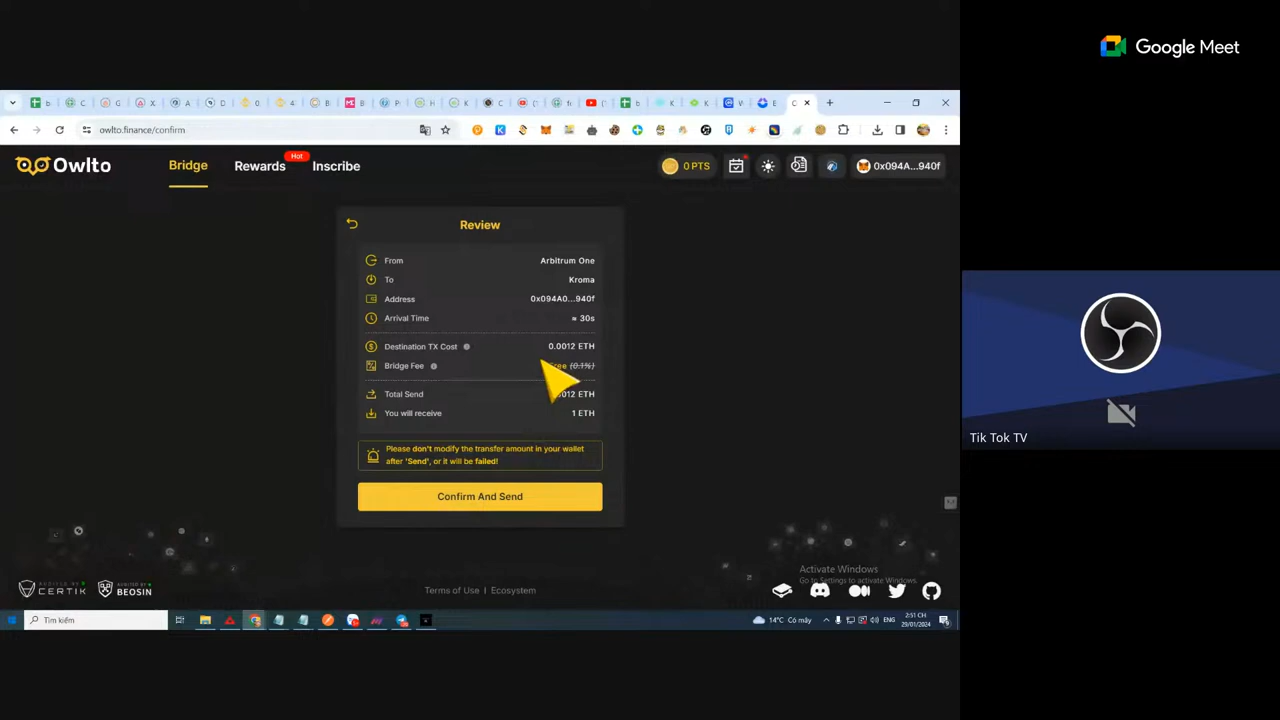 Google Meet
owlto.finance/confirm
Owlto
Bridge
Rewards
Hot
Inscribe
0 PTS
0x094A...940f
Review
From Arbitrum One
To Kroma
Address 0x094A0...940f
Arrival Time ≈ 30s
Destination TX Cost 0.0012 ETH
Bridge Fee (0.1%)
Total Send ETH
You will receive 1 ETH
Please don't modify the transfer amount in your wallet
after 'Send', or it will be failed!
Confirm And Send
Tik Tok TV
Activate Windows
Go to Settings to activate Windows.
CERTIK
AUDITED BY
BEOSIN
Terms of Use | Ecosystem
Tìm kiếm
14°C Có mây
ENG
2:51 CH
29/01/2024